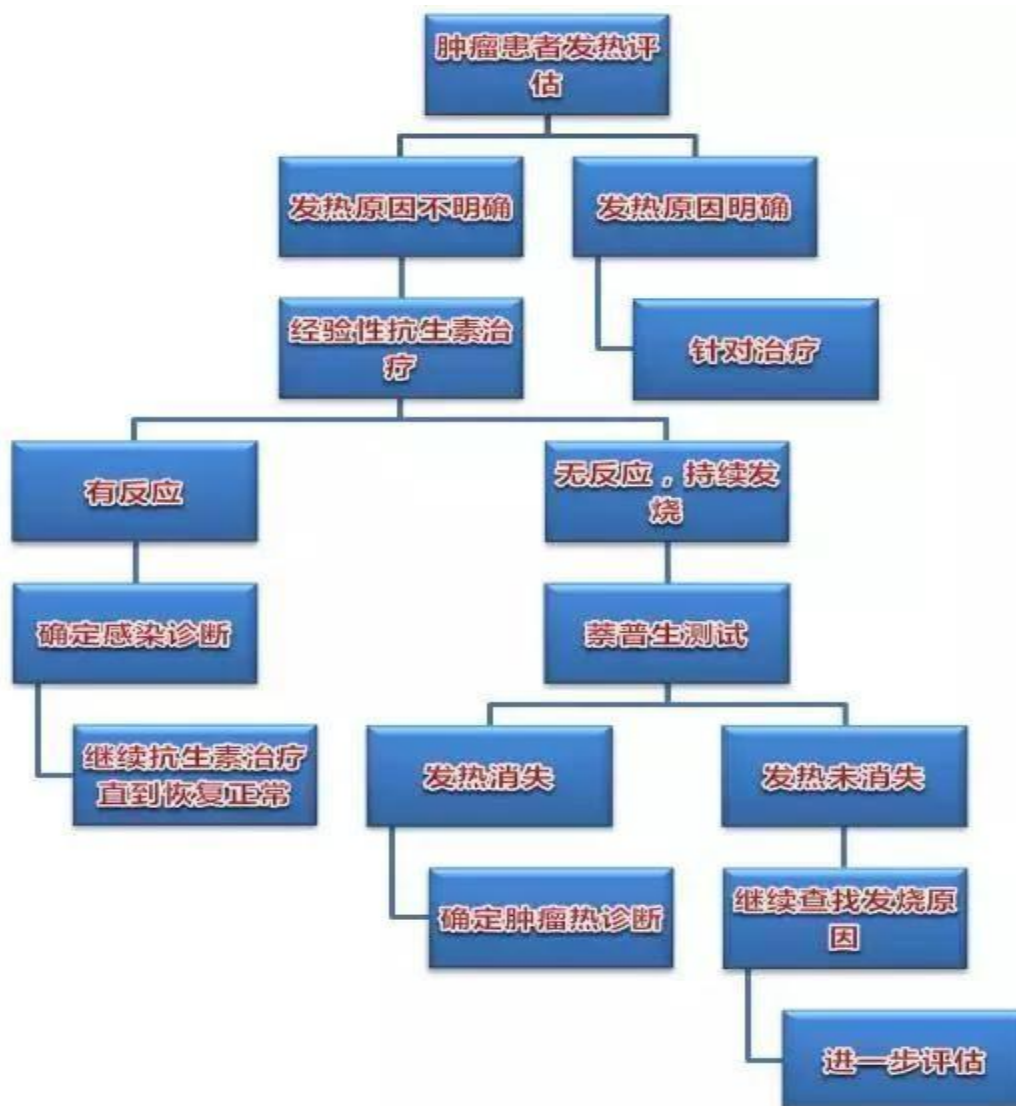 肿瘤患者发热评
估
发热原因不明确
发热原因明确
经验性抗生素治
疗
针对治疗
有反应
无反应，持续发
烧
确定感染诊断
萘普生测试
继续抗生素治疗
直到恢复正常
发热消失
发热未消失
确定肿瘤热诊断
继续查找发烧原
因
进一步评估